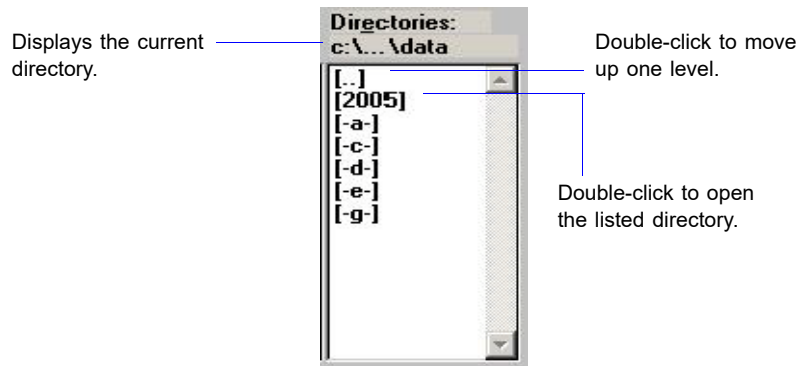 Displays the current
directory.
Directories:
c:\... \data
[..]
[2005]
[-a-]
[-c-]
[-d-]
[-e-]
[-g-]
Double-click to move
up one level.
Double-click to open
the listed directory.